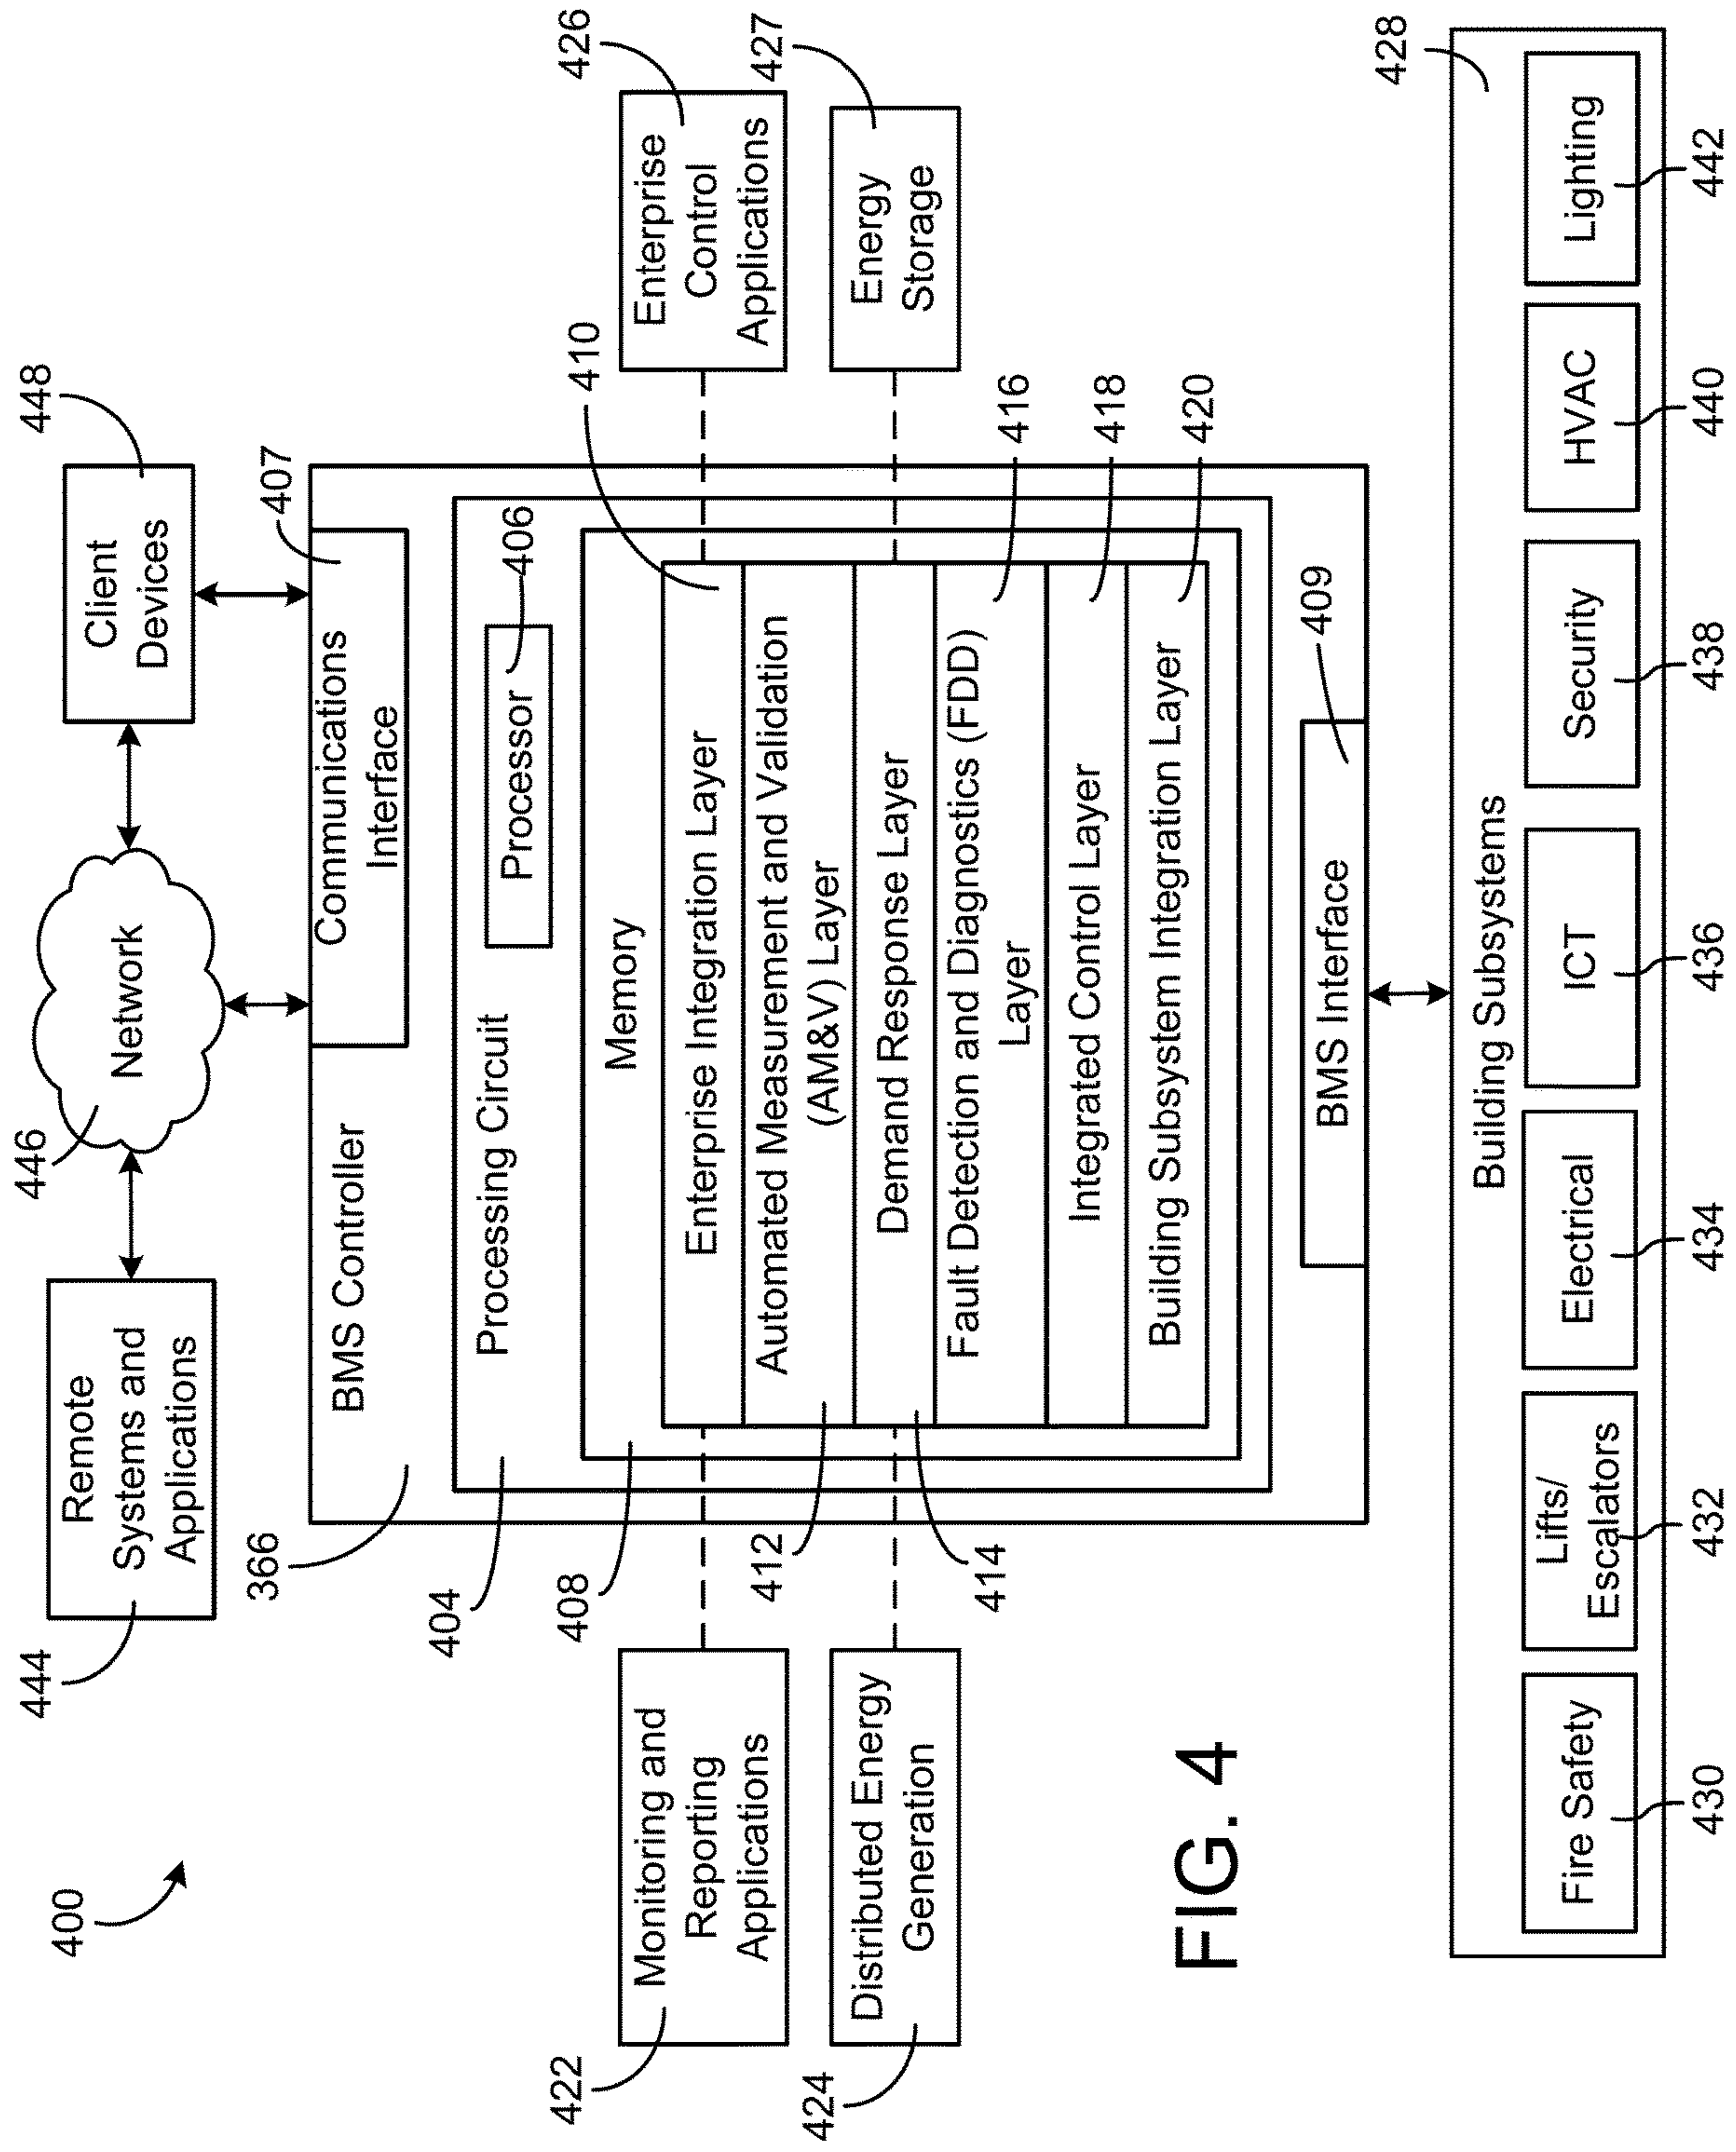 400
444
Remote
Systems and
Applications
446
Network
448
Client
Devices
366
BMS Controller
407
Communications
Interface
404
Processing Circuit
406
Processor
408
Memory
410
Enterprise Integration Layer
412
Automated Measurement and Validation
(AM&V) Layer
414
Demand Response Layer
416
Fault Detection and Diagnostics (FDD)
Layer
418
Integrated Control Layer
420
Building Subsystem Integration Layer
409
BMS Interface
422
Monitoring and
Reporting
Applications
424
Distributed Energy
Generation
426
Enterprise
Control
Applications
427
Energy
Storage
428
Building Subsystems
Fire Safety
Lifts/
Escalators
Electrical
ICT
Security
HVAC
Lighting
430
432
434
436
438
440
442
FIG. 4